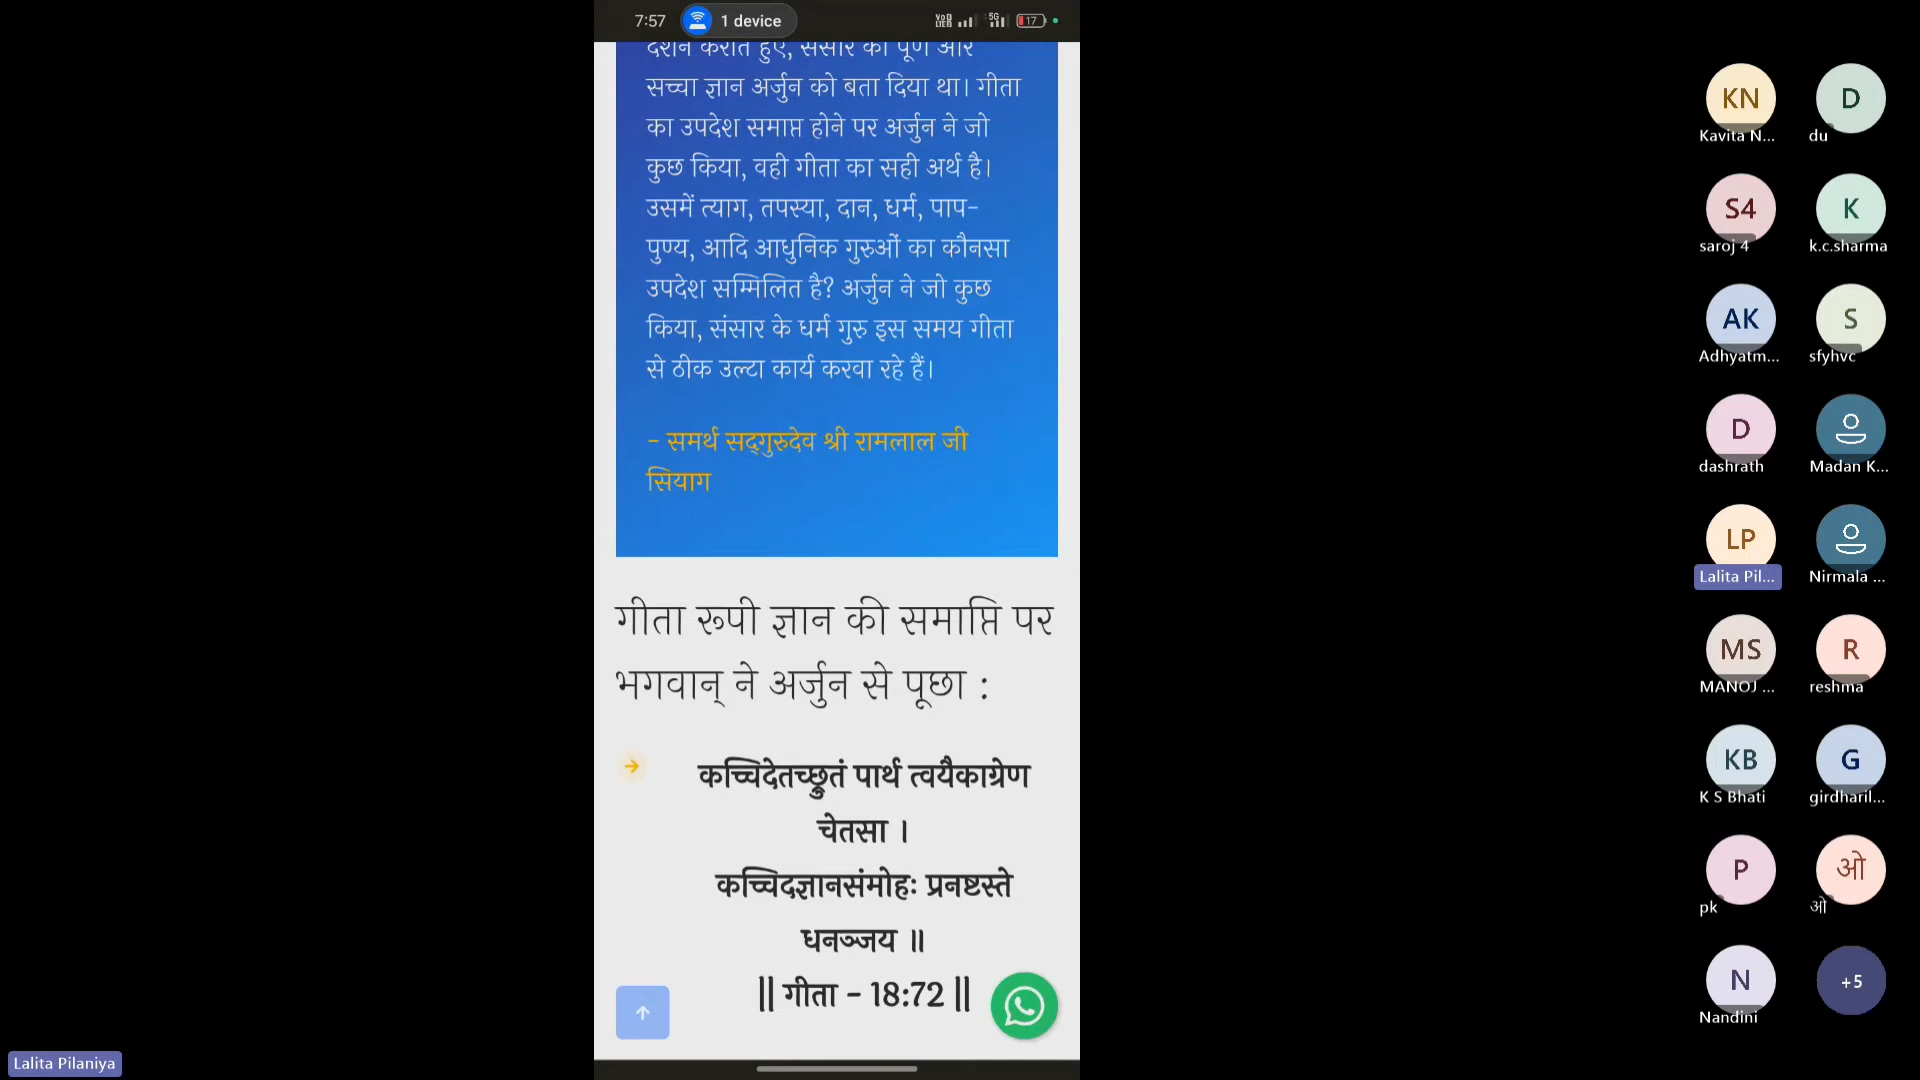 7:57
1 device
5G
17
दर्शन कराते हुए, संसार का पूर्ण और
सच्चा ज्ञान अर्जुन को बता दिया था। गीता
का उपदेश समाप्त होने पर अर्जुन ने जो
कुछ किया, वही गीता का सही अर्थ है।
उसमें त्याग, तपस्या, दान, धर्म, पाप-
पुण्य, आदि आधुनिक गुरुओं का कौनसा
उपदेश सम्मिलित है? अर्जुन ने जो कुछ
किया, संसार के धर्म गुरु इस समय गीता
से ठीक उल्टा कार्य करवा रहे हैं।
- समर्थ सद्‌गुरुदेव श्री रामलाल जी
सियाग
गीता रूपी ज्ञान की समाप्ति पर
भगवान् ने अर्जुन से पूछा :
कच्चिदेतच्छ्रुतं पार्थ त्वयैकाग्रेण
चेतसा ।
कच्चिदज्ञानसंमोहः प्रनष्टस्ते
धनञ्जय ॥
|| गीता - 18:72 ||
KN
Kavita N...
D
du
S4
saroj 4
K
k.c.sharma
AK
Adhyatm...
S
sfyhvc
D
dashrath
Madan K...
LP
Lalita Pil...
Nirmala ...
MS
MANOJ ...
R
reshma
KB
K S Bhati
G
girdharil...
P
pk
ओ
ओ
N
Nandini
+5
Lalita Pilaniya